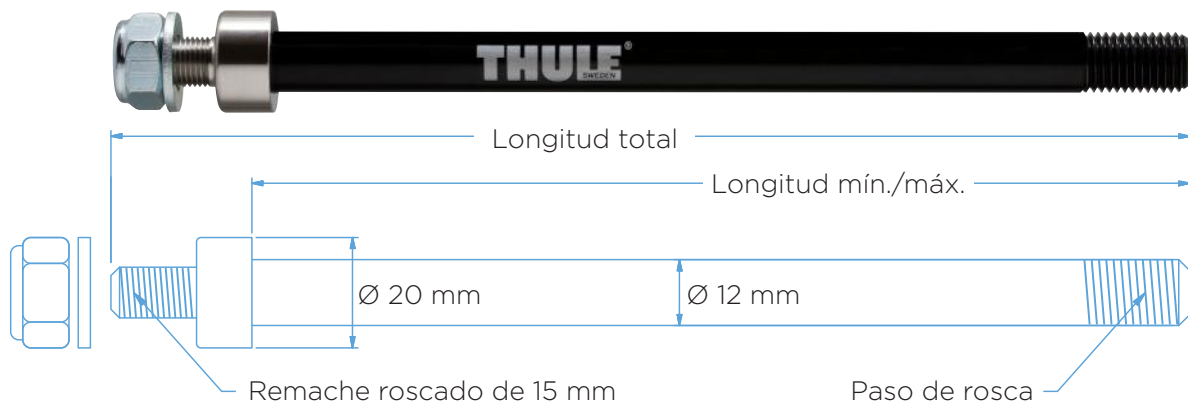 THULE®
SWEDEN
Longitud total
Longitud mín./máx.
Ø 20 mm
Ø 12 mm
Remache roscado de 15 mm
Paso de rosca